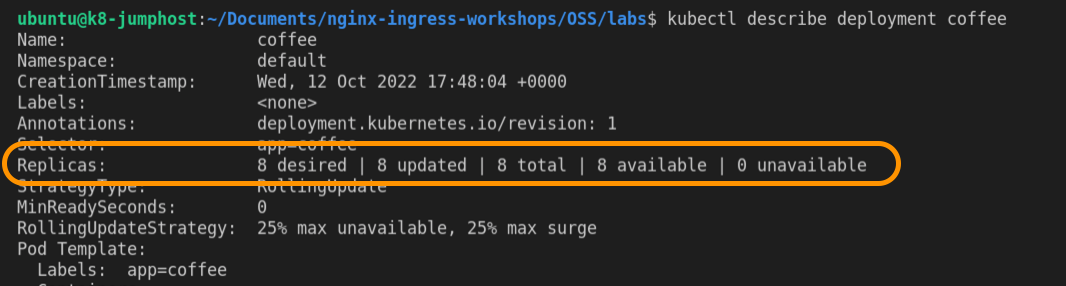 ubuntu@k8-jumphost:~/Documents/nginx-ingress-workshops/OSS/labs$ kubectl describe deployment coffee
Name:                   coffee
Namespace:              default
CreationTimestamp:      Wed, 12 Oct 2022 17:48:04 +0000
Labels:                 <none>
Annotations:            deployment.kubernetes.io/revision: 1
Selector:               app=coffee
Replicas:               8 desired | 8 updated | 8 total | 8 available | 0 unavailable
StrategyType:           RollingUpdate
MinReadySeconds:        0
RollingUpdateStrategy:  25% max unavailable, 25% max surge
Pod Template:
  Labels:  app=coffee